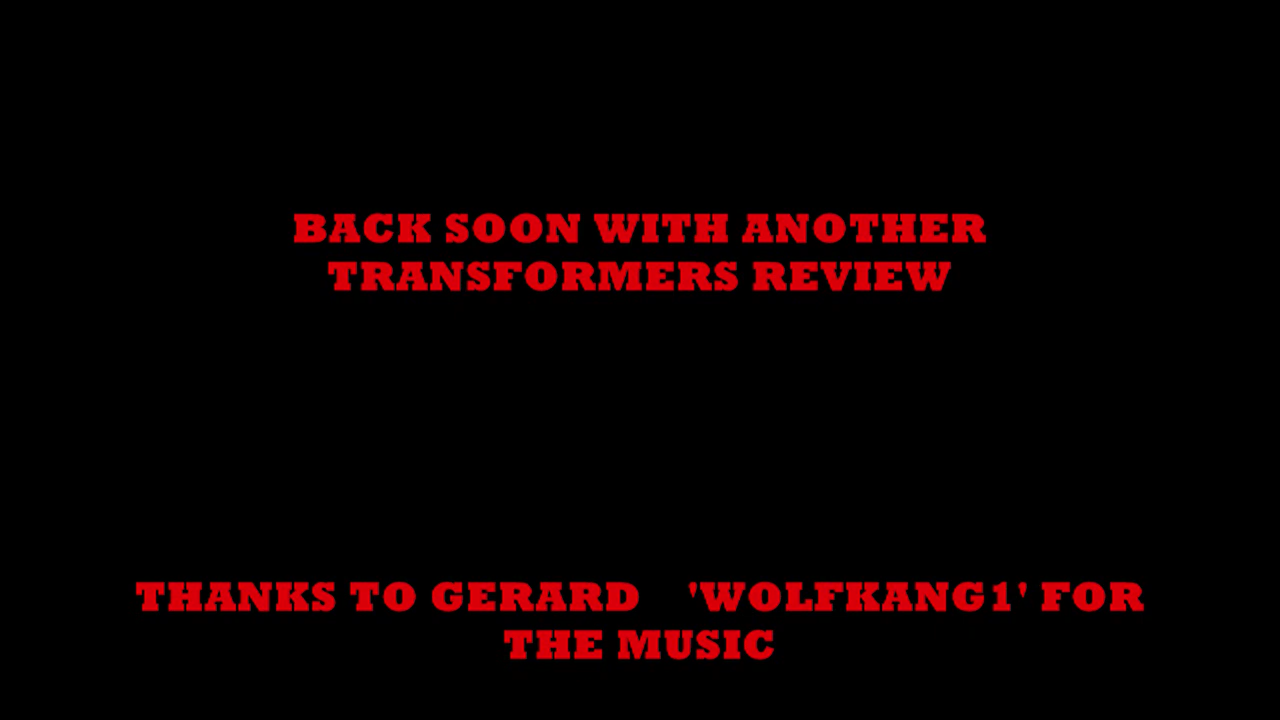 BACK SOON WITH ANOTHER
TRANSFORMERS REVIEW
THANKS TO GERARD 'WOLFKANG1' FOR
THE MUSIC